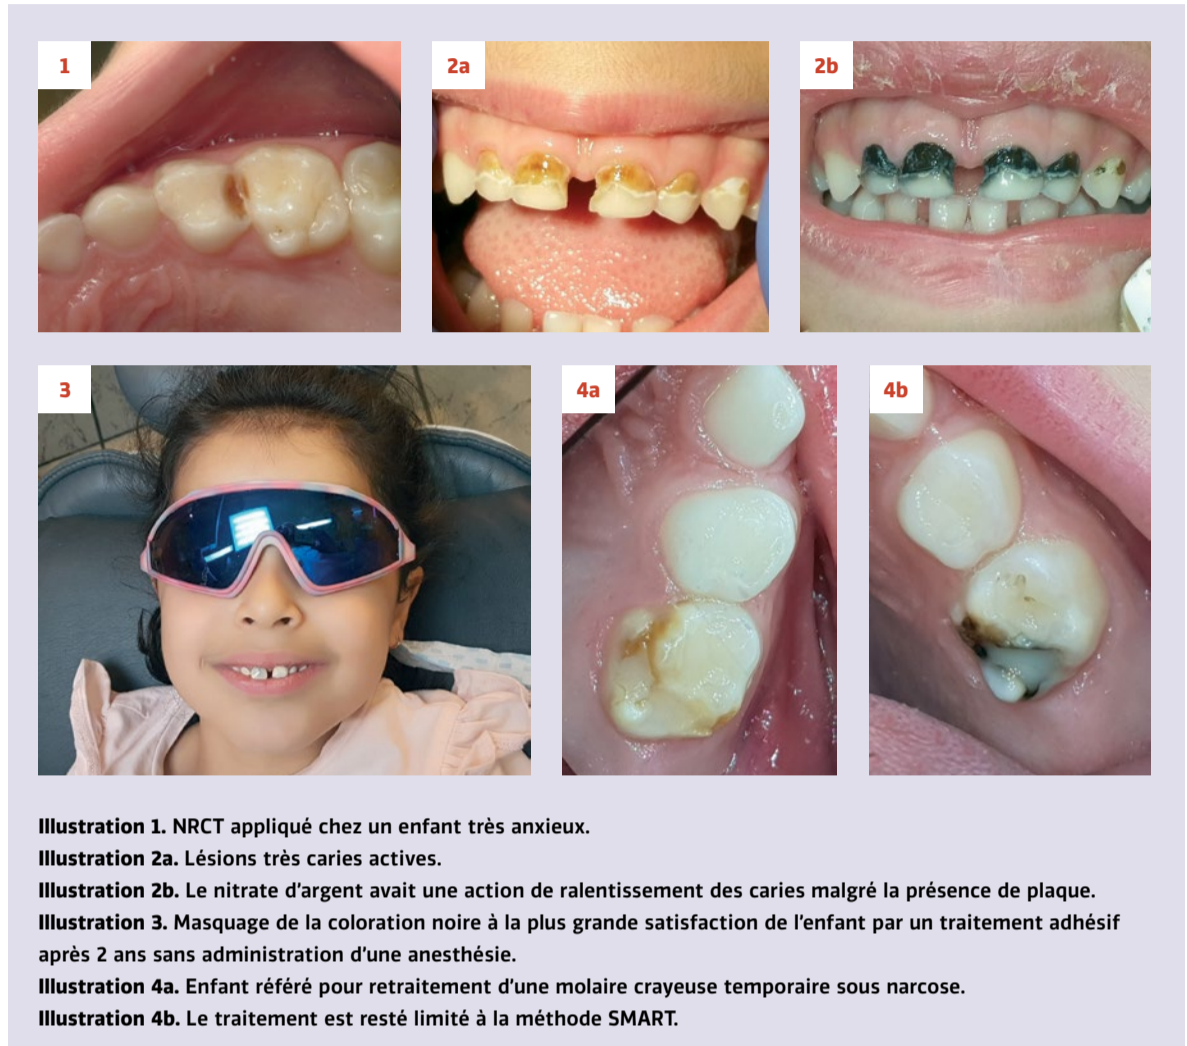 1
2a
2b
3
4a
4b
Illustration 1. NRCT appliqué chez un enfant très anxieux.
Illustration 2a. Lésions très caries actives.
Illustration 2b. Le nitrate d'argent avait une action de ralentissement des caries malgré la présence de plaque.
Illustration 3. Masquage de la coloration noire à la plus grande satisfaction de l'enfant par un traitement adhésif
après 2 ans sans administration d'une anesthésie.
Illustration 4a. Enfant référé pour retraitement d'une molaire crayeuse temporaire sous narcose.
Illustration 4b. Le traitement est resté limité à la méthode SMART.